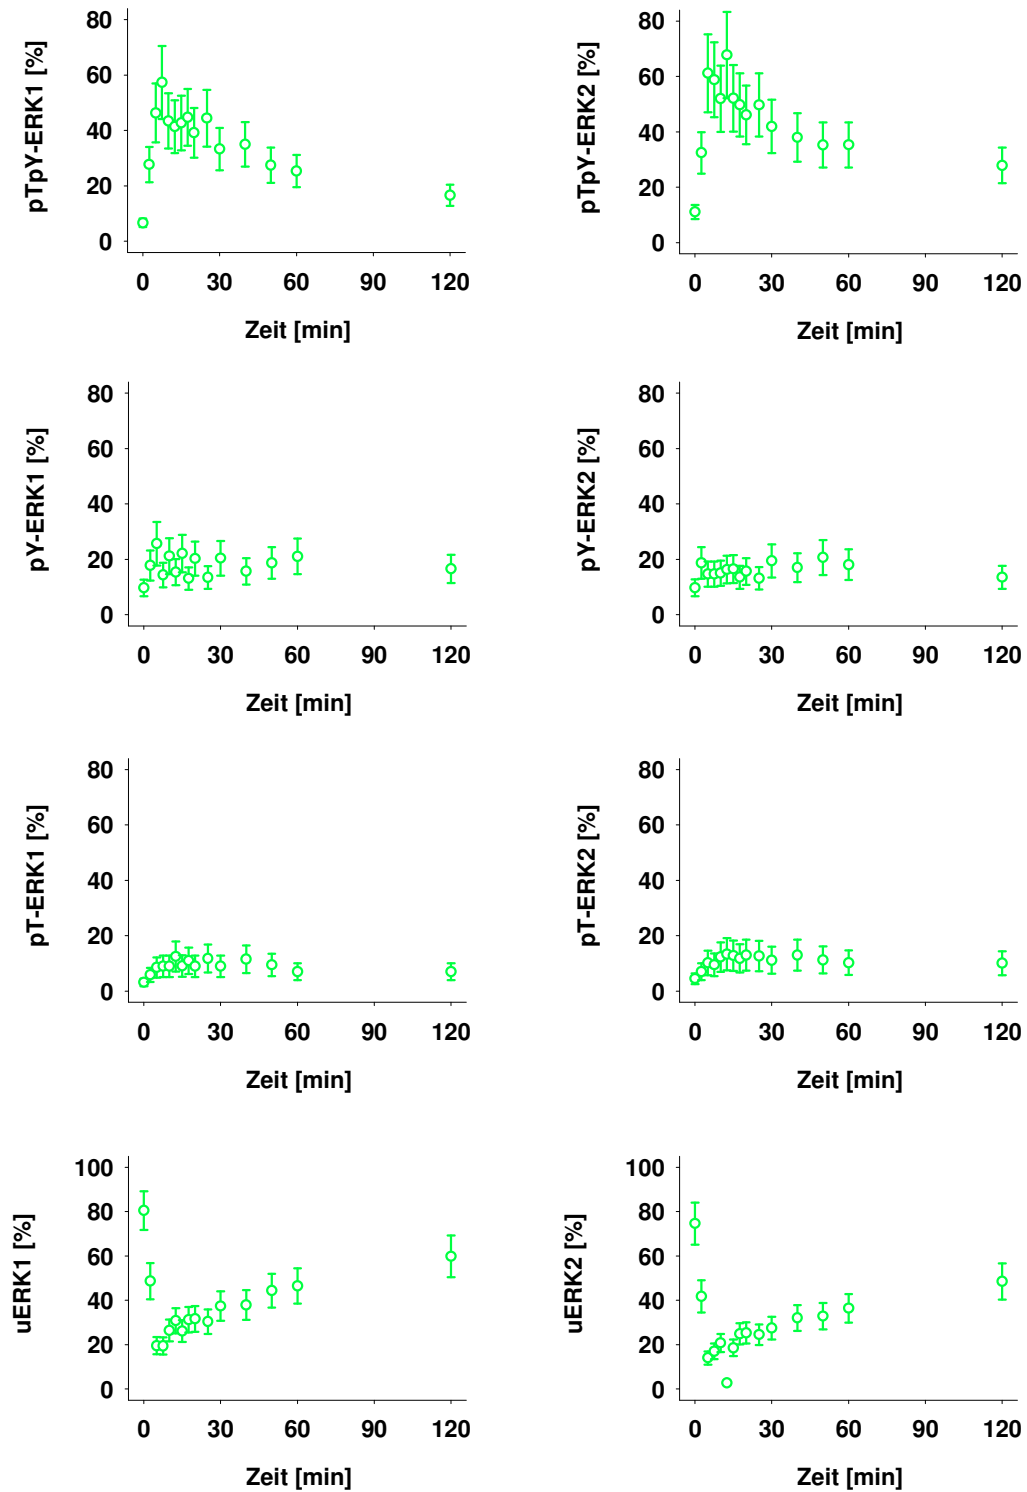 pTpY-ERK1 [%]
80
60
40
20
0
0 30 60 90 120
Zeit [min]
pTpY-ERK2 [%]
80
60
40
20
0
0 30 60 90 120
Zeit [min]
pY-ERK1 [%]
80
60
40
20
0
0 30 60 90 120
Zeit [min]
pY-ERK2 [%]
80
60
40
20
0
0 30 60 90 120
Zeit [min]
pT-ERK1 [%]
80
60
40
20
0
0 30 60 90 120
Zeit [min]
pT-ERK2 [%]
80
60
40
20
0
0 30 60 90 120
Zeit [min]
uERK1 [%]
100
80
60
40
20
0
0 30 60 90 120
Zeit [min]
uERK2 [%]
100
80
60
40
20
0
0 30 60 90 120
Zeit [min]